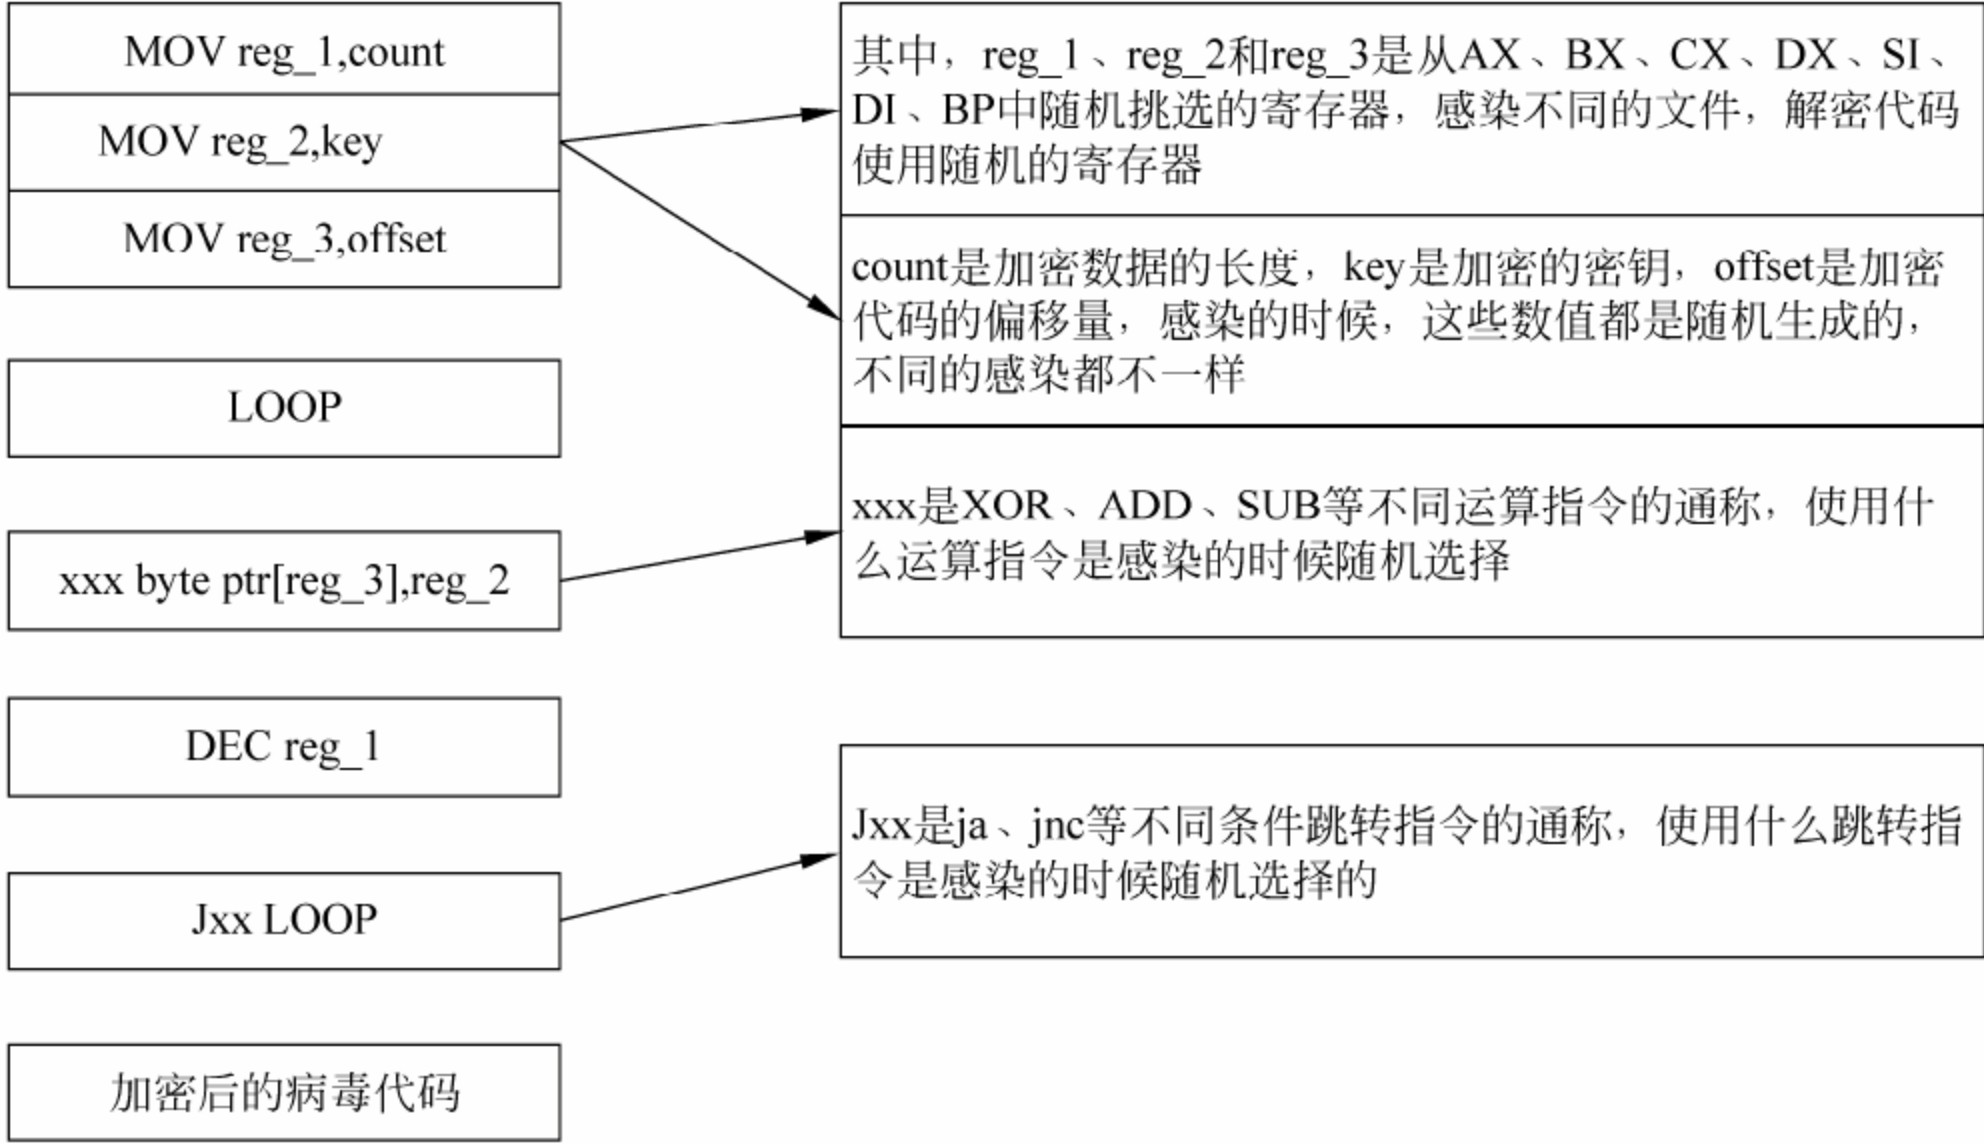 MOV reg_1,count
MOV reg_2,key
MOV reg_3,offset
LOOP
xxx byte ptr[reg_3],reg_2
DEC reg_1
Jxx LOOP
加密后的病毒代码
其中，reg_1、reg_2和reg_3是从AX、BX、CX、DX、SI、
DI、BP中随机挑选的寄存器，感染不同的文件，解密代码
使用随机的寄存器
count是加密数据的长度，key是加密的密钥，offset是加密
代码的偏移量，感染的时候，这些数值都是随机生成的，
不同的感染都不一样
xxx是XOR、ADD、SUB等不同运算指令的通称，使用什
么运算指令是感染的时候随机选择
Jxx是ja、jnc等不同条件跳转指令的通称，使用什么跳转指
令是感染的时候随机选择的